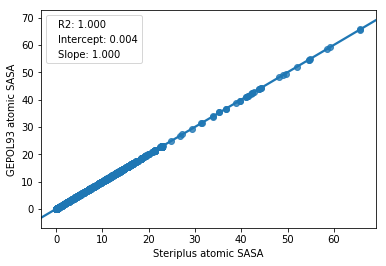 R2: 1.000
Intercept: 0.004
Slope: 1.000
70
60
50
40
30
20
10
0
GEPOL93 atomic SASA
0 10 20 30 40 50 60
Steriplus atomic SASA